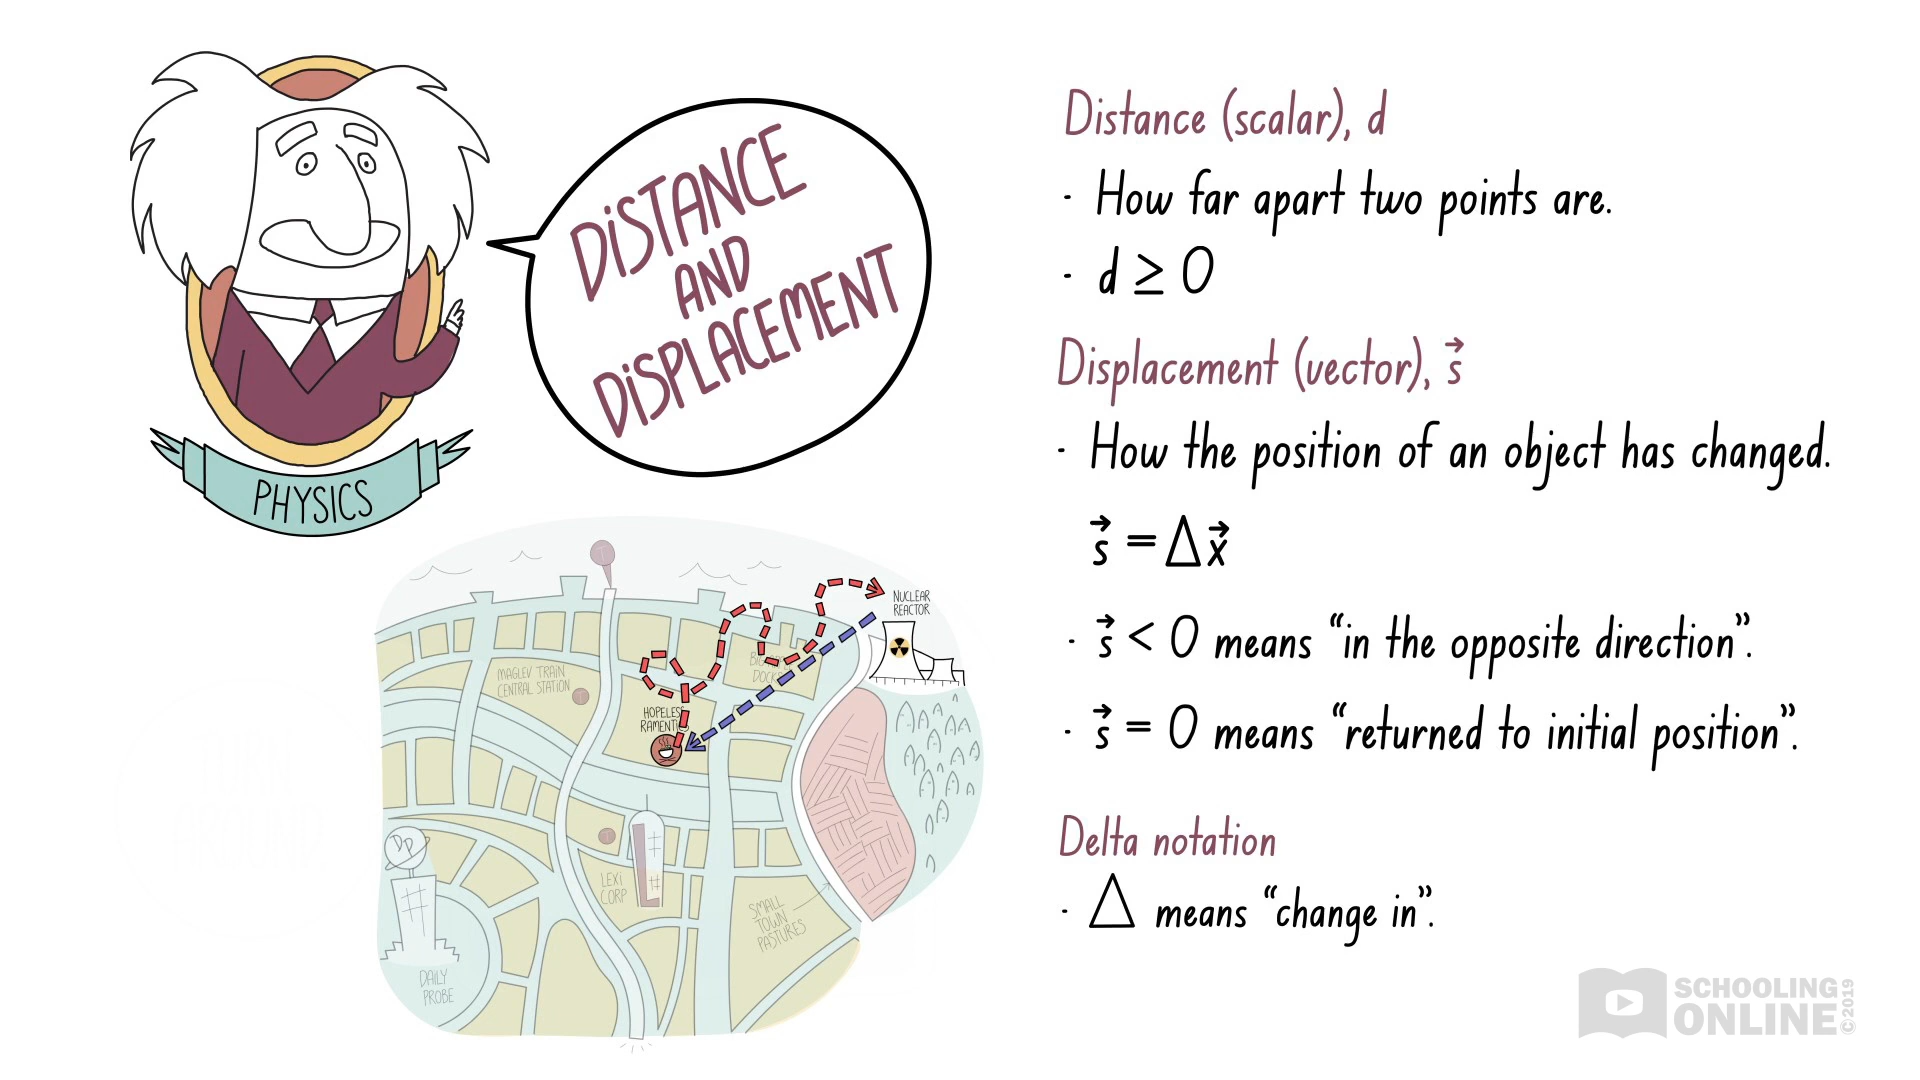 DiSTANCE
AND
DiSPLACEMENT
PHYSICS
Distance (scalar), d
- How far apart two points are.
- d ≥ 0
Displacement (vector), s⃗
- How the position of an object has changed.
s⃗ = Δx⃗
- s⃗ < 0 means “in the opposite direction”.
- s⃗ = 0 means “returned to initial position”.
Delta notation
- Δ means “change in”.
NUCLEAR
REACTOR
MAGLEV TRAIN
CENTRAL STATION
DOCKS
HOPELESS
LEXi
CORP
SMALL
TOWN
PASTURES
DP
DAILY
PROBE
SCHOOLING
ONLINE
©2019